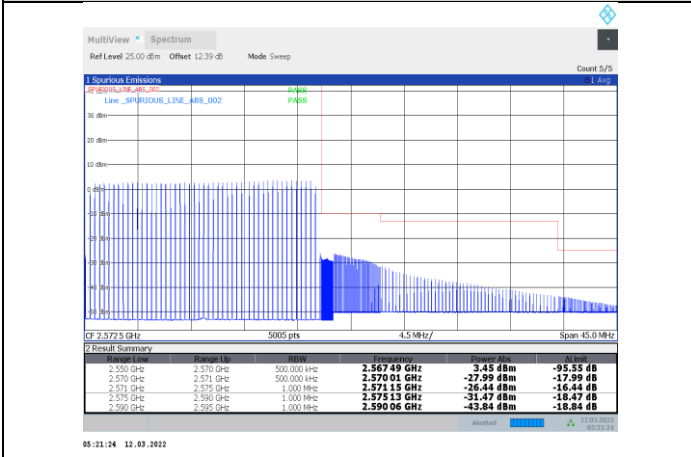 MultiView Spectrum
Ref Level 25.00 dBm Offset 12.39 dB Mode Sweep
Count 5/5
1 Spurious Emissions 1 Avg
SPURIOUS_LINE_ABS_002 PASS
Line _SPURIOUS_LINE_ABS_002 PASS
30 dBm
20 dBm
10 dBm
0 dBm
-10 dBm
-20 dBm
-30 dBm
-40 dBm
-50 dBm
CF 2.5725 GHz 5005 pts 4.5 MHz/ Span 45.0 MHz
2 Result Summary
Range Low Range Up RBW Frequency Power Abs ΔLimit
2.550 GHz 2.570 GHz 500.000 kHz 2.567 49 GHz 3.45 dBm -95.55 dB
2.570 GHz 2.571 GHz 500.000 kHz 2.570 01 GHz -27.99 dBm -17.99 dB
2.571 GHz 2.575 GHz 1.000 MHz 2.571 15 GHz -26.44 dBm -16.44 dB
2.575 GHz 2.590 GHz 1.000 MHz 2.575 13 GHz -31.47 dBm -18.47 dB
2.590 GHz 2.595 GHz 1.000 MHz 2.590 06 GHz -43.84 dBm -18.84 dB
Aborted 12.03.2022
05:21:24
05:21:24 12.03.2022